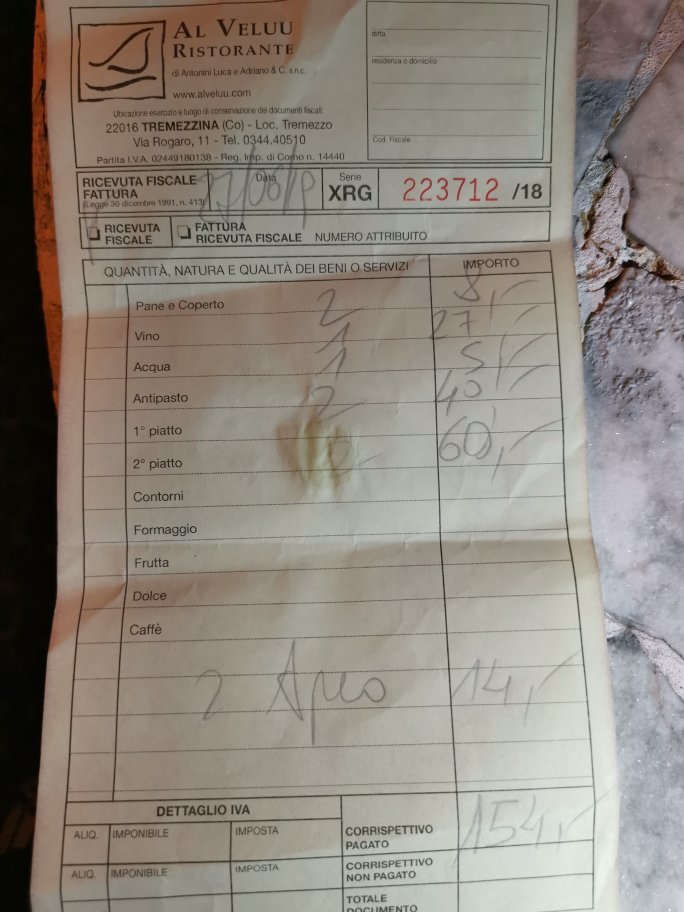 AL VELUU
RISTORANTE
di Antonini Luca e Adriano & C. s.n.c.
www.alveluu.com
Ubicazione esercizio e luogo di conservazione dei documenti fiscali:
22016 TREMEZZINA (Co) - Loc. Tremezzo
Via Rogaro, 11 - Tel. 0344.40510
Partita I.V.A. 02449180138 - Reg. Imp. di Como n. 14440
ditta
residenza o domicilio
Cod. Fiscale
RICEVUTA FISCALE
FATTURA
(Legge 30 dicembre 1991, n. 413)
Data
Serie
XRG
223712 /18
RICEVUTA FISCALE
FATTURA
RICEVUTA FISCALE NUMERO ATTRIBUITO
QUANTITÀ, NATURA E QUALITÀ DEI BENI O SERVIZI IMPORTO
Pane e Coperto 2 8,-
Vino 1 27,-
Acqua 1 5,-
Antipasto 2 40,-
1° piatto 60,-
2° piatto
Contorni
Formaggio
Frutta
Dolce
Caffè
2 Apeo 14,-
DETTAGLIO IVA
ALIQ. IMPONIBILE IMPOSTA
CORRISPETTIVO PAGATO 154,-
ALIQ. IMPONIBILE IMPOSTA
CORRISPETTIVO NON PAGATO
TOTALE
DOCUMENTO